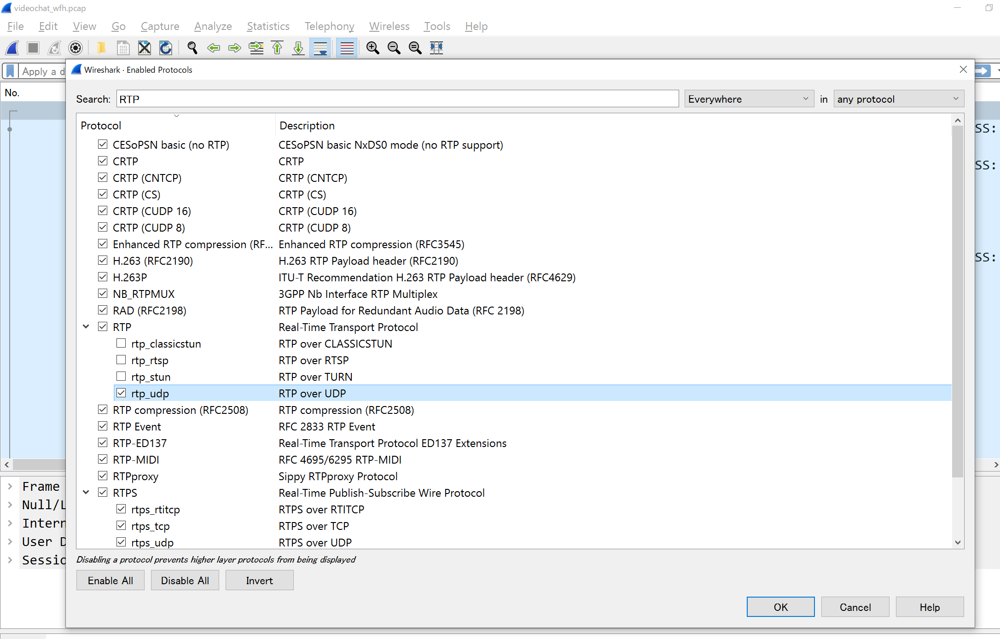 videochat_wfh.pcap
File Edit View Go Capture Analyze Statistics Telephony Wireless Tools Help
Apply a d
Wireshark · Enabled Protocols
No.
Search: RTP Everywhere in any protocol
Protocol Description
CESoPSN basic (no RTP) CESoPSN basic NxDS0 mode (no RTP support)
SS:
CRTP CRTP
SS:
CRTP (CNTCP) CRTP (CNTCP)
CRTP (CS) CRTP (CS)
CRTP (CUDP 16) CRTP (CUDP 16)
CRTP (CUDP 8) CRTP (CUDP 8)
Enhanced RTP compression (RF... Enhanced RTP compression (RFC3545)
SS:
H.263 (RFC2190) H.263 RTP Payload header (RFC2190)
H.263P ITU-T Recommendation H.263 RTP Payload header (RFC4629)
NB_RTPMUX 3GPP Nb Interface RTP Multiplex
RAD (RFC2198) RTP Payload for Redundant Audio Data (RFC 2198)
RTP Real-Time Transport Protocol
rtp_classicstun RTP over CLASSICSTUN
rtp_rtsp RTP over RTSP
rtp_stun RTP over TURN
rtp_udp RTP over UDP
RTP compression (RFC2508) RTP compression (RFC2508)
RTP Event RFC 2833 RTP Event
RTP-ED137 Real-Time Transport Protocol ED137 Extensions
RTP-MIDI RFC 4695/6295 RTP-MIDI
RTPproxy Sippy RTPproxy Protocol
RTPS Real-Time Publish-Subscribe Wire Protocol
rtps_rtitcp RTPS over RTITCP
rtps_tcp RTPS over TCP
rtps_udp RTPS over UDP
Frame
Null/L
Intern
User D
Sessio
Disabling a protocol prevents higher layer protocols from being displayed
Enable All Disable All Invert
OK Cancel Help